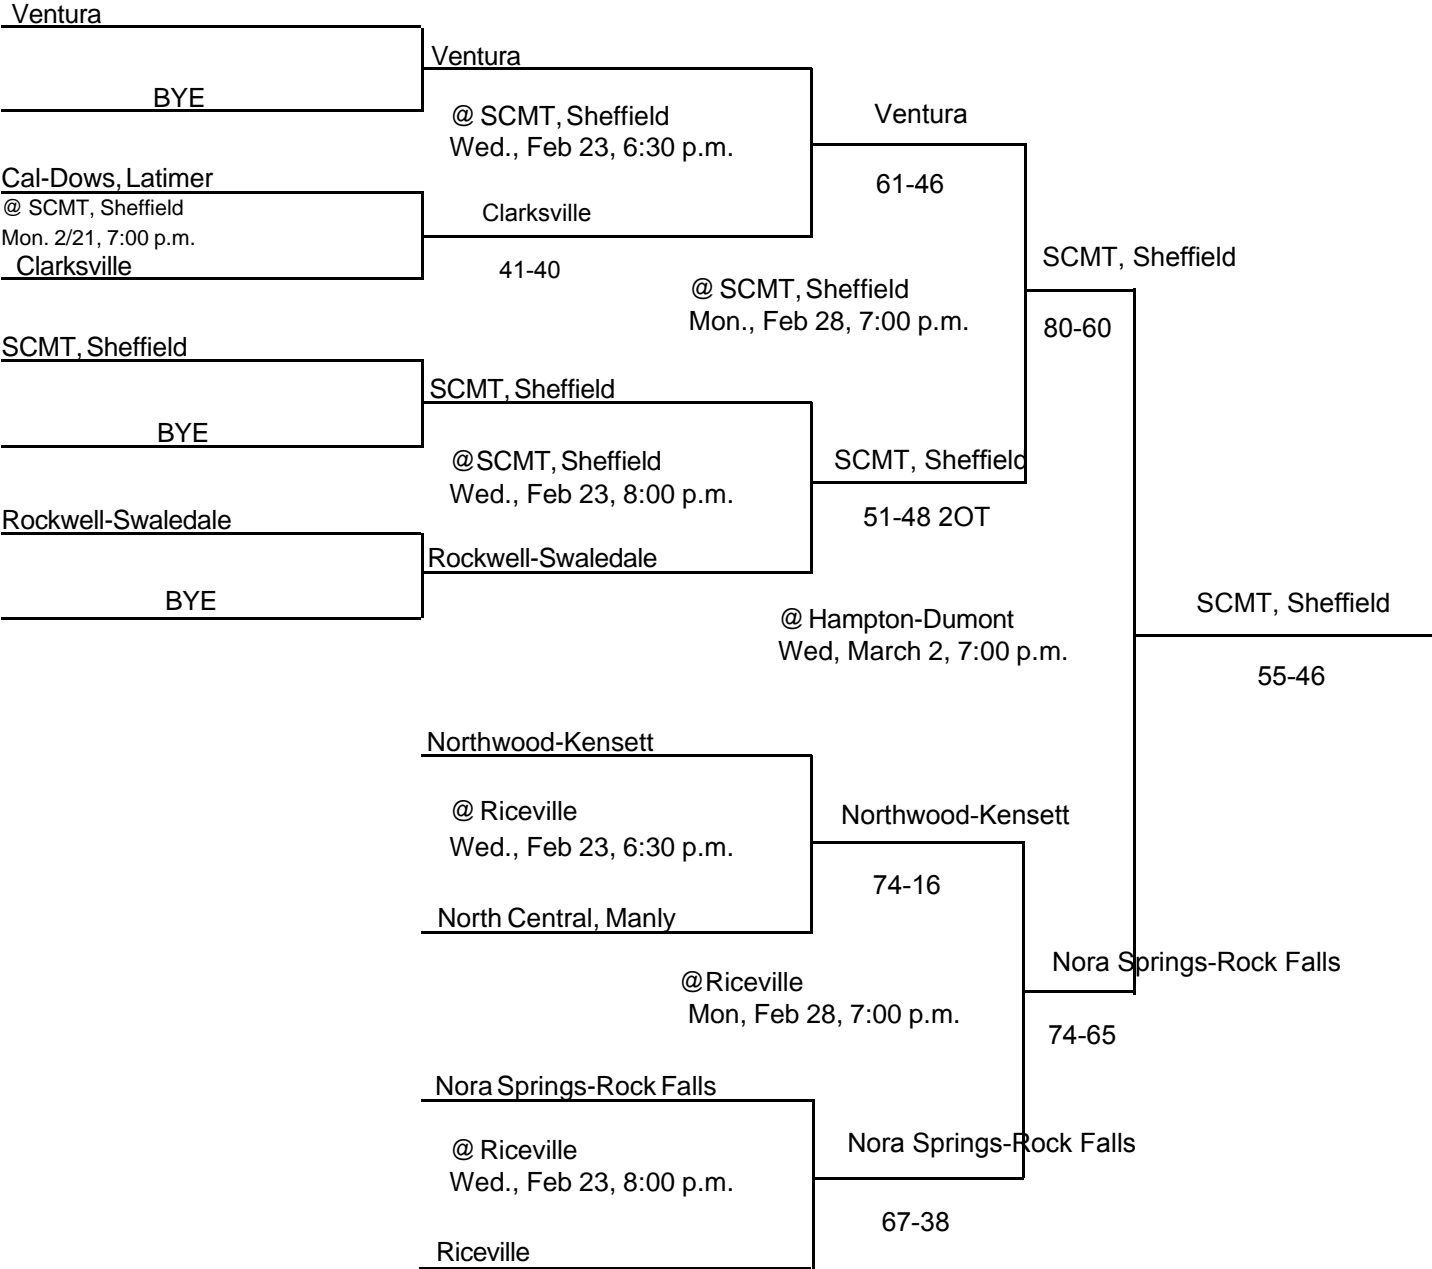 Ventura
BYE
Ventura
@ SCMT, Sheffield
Wed., Feb 23, 6:30 p.m.
Ventura
61-46
Cal-Dows, Latimer
@ SCMT, Sheffield
Mon. 2/21, 7:00 p.m.
Clarksville
Clarksville
41-40
@ SCMT, Sheffield
Mon., Feb 28, 7:00 p.m.
SCMT, Sheffield
80-60
SCMT, Sheffield
BYE
SCMT, Sheffield
@SCMT, Sheffield
Wed., Feb 23, 8:00 p.m.
SCMT, Sheffield
51-48 2OT
Rockwell-Swaledale
BYE
Rockwell-Swaledale
@ Hampton-Dumont
Wed, March 2, 7:00 p.m.
SCMT, Sheffield
55-46
Northwood-Kensett
@ Riceville
Wed., Feb 23, 6:30 p.m.
North Central, Manly
Northwood-Kensett
74-16
@Riceville
Mon, Feb 28, 7:00 p.m.
Nora Springs-Rock Falls
74-65
Nora Springs-Rock Falls
@ Riceville
Wed., Feb 23, 8:00 p.m.
Riceville
Nora Springs-Rock Falls
67-38